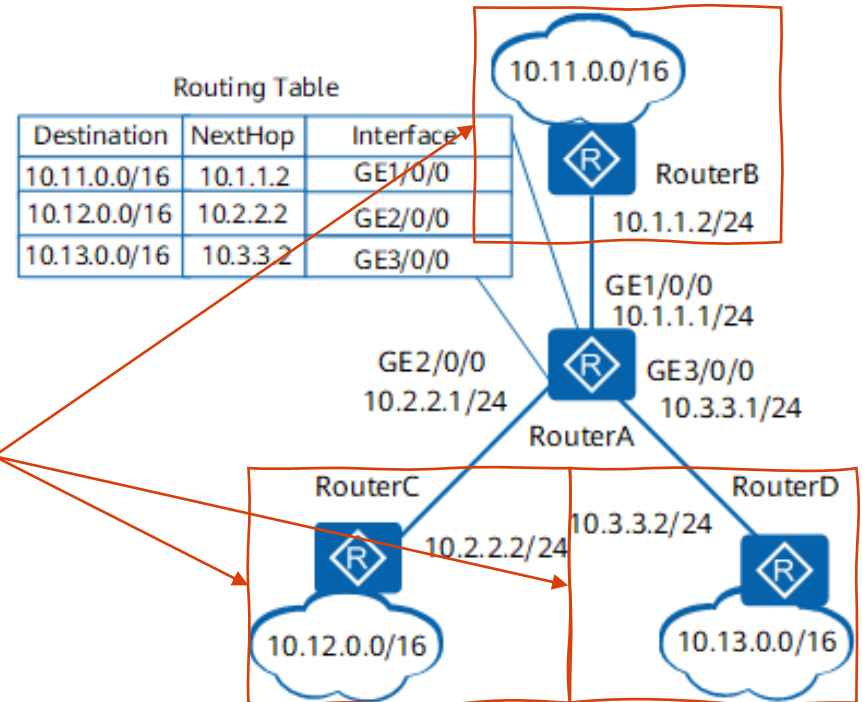 10.11.0.0/16
Routing Table
Destination NextHop Interface
10.11.0.0/16 10.1.1.2 GE1/0/0
10.12.0.0/16 10.2.2.2 GE2/0/0
10.13.0.0/16 10.3.3.2 GE3/0/0
R
RouterB
10.1.1.2/24
GE1/0/0
10.1.1.1/24
GE2/0/0
10.2.2.1/24
R
GE3/0/0
10.3.3.1/24
RouterA
RouterC
RouterD
10.3.3.2/24
10.2.2.2/24
R
R
10.12.0.0/16
10.13.0.0/16